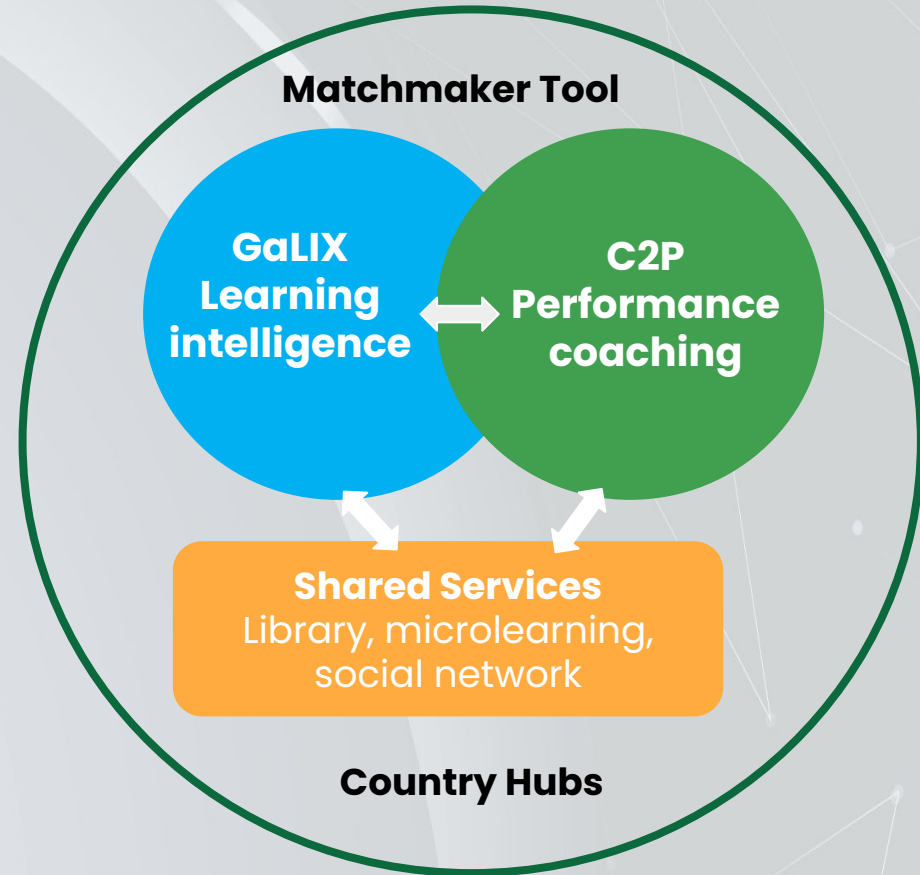 Matchmaker Tool
GaLIX
Learning
intelligence
C2P
Performance
coaching
Shared Services
Library, microlearning,
social network
Country Hubs